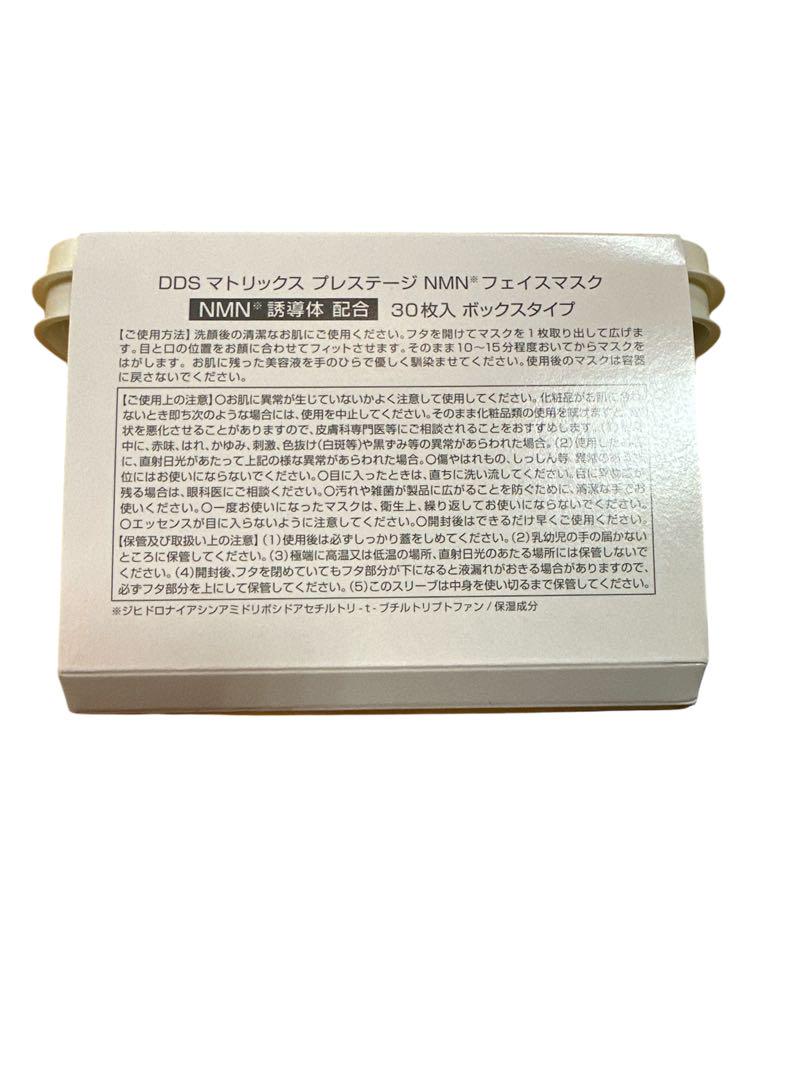 DDS マトリックス プレステージ NMN※ フェイスマスク
NMN※ 誘導体 配合 30枚入 ボックスタイプ
【ご使用方法】洗顔後の清潔なお肌にご使用ください。フタを開けてマスクを1枚取り出して広げま
す。目と口の位置をお顔に合わせてフィットさせます。そのまま10〜15分程度おいてからマスクを
はがします。 お肌に残った美容液を手のひらで優しく馴染ませてください。使用後のマスクは容器
に戻さないでください。
【ご使用上の注意】〇お肌に異常が生じていないかよく注意して使用してください。化粧品がお肌に合わ
ないとき即ち次のような場合には、使用を中止してください。そのまま化粧品類の使用を続けますと、症
状を悪化させることがありますので、皮膚科専門医等にご相談されることをおすすめします。(1)使用
中に、赤味、はれ、かゆみ、刺激、色抜け(白斑等)や黒ずみ等の異常があらわれた場合。(2)使用したお肌
に、直射日光があたって上記の様な異常があらわれた場合。〇傷やはれもの、しっしん等、異常のある部
位にはお使いにならないでください。〇目に入ったときは、直ちに洗い流してください。目に異物感が
残る場合は、眼科医にご相談ください。〇汚れや雑菌が製品に広がることを防ぐために、清潔な手でお
使いください。〇一度お使いになったマスクは、衛生上、繰り返してお使いにならないでください。
〇エッセンスが目に入らないように注意してください。〇開封後はできるだけ早くご使用ください。
【保管及び取扱い上の注意】(1)使用後は必ずしっかり蓋をしめてください。(2)乳幼児の手の届かない
ところに保管してください。(3)極端に高温又は低温の場所、直射日光のあたる場所には保管しないで
ください。(4)開封後、フタを閉めていてもフタ部分が下になると液漏れがおきる場合がありますので、
必ずフタ部分を上にして保管してください。(5)このスリーブは中身を使い切るまで保管してください。
※ジヒドロナイアシンアミドリボシドアセチルトリ-t-ブチルトリプトファン/保湿成分